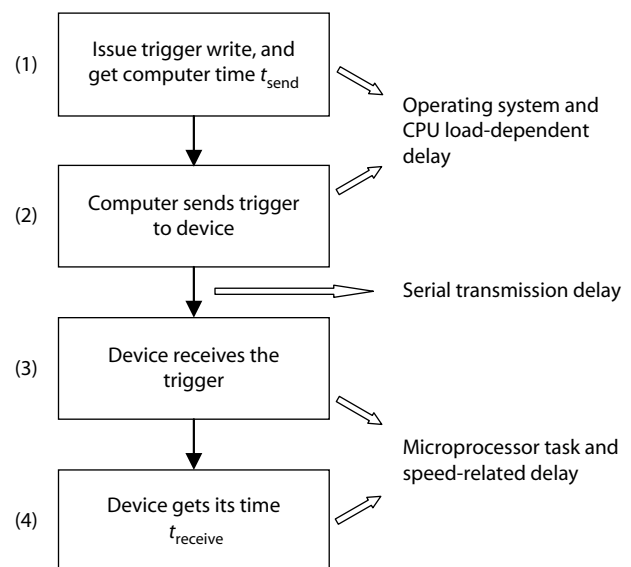 (1)
Issue trigger write, and
get computer time t_send
Operating system and
CPU load-dependent
delay
(2)
Computer sends trigger
to device
Serial transmission delay
(3)
Device receives the
trigger
Microprocessor task and
speed-related delay
(4)
Device gets its time
t_receive